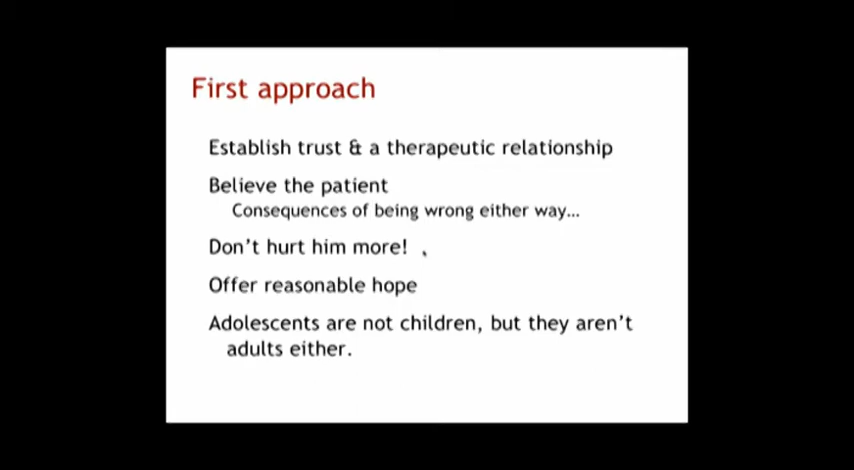 First approach
Establish trust & a therapeutic relationship
Believe the patient
Consequences of being wrong either way...
Don't hurt him more!
Offer reasonable hope
Adolescents are not children, but they aren't
adults either.